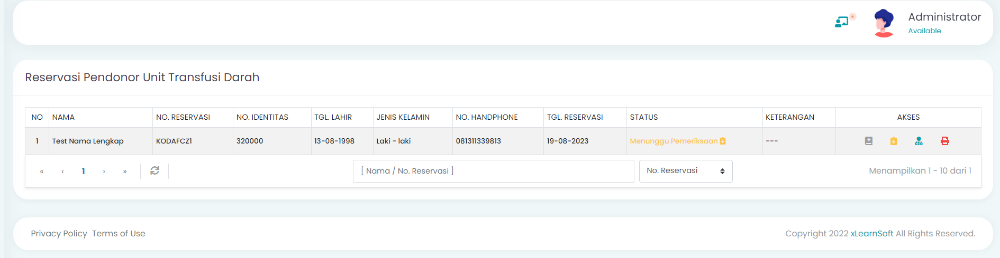 Administrator
Available
Reservasi Pendonor Unit Transfusi Darah
NO NAMA NO. RESERVASI NO. IDENTITAS TGL. LAHIR JENIS KELAMIN NO. HANDPHONE TGL. RESERVASI STATUS KETERANGAN AKSES
1 Test Nama Lengkap KODAFCZ1 320000 13-08-1998 Laki - laki 081311339813 19-08-2023 Menunggu Pemeriksaan ---
« ‹ 1 › » [ Nama / No. Reservasi ] No. Reservasi Menampilkan 1 - 10 dari 1
Privacy Policy Terms of Use Copyright 2022 xLearnSoft All Rights Reserved.